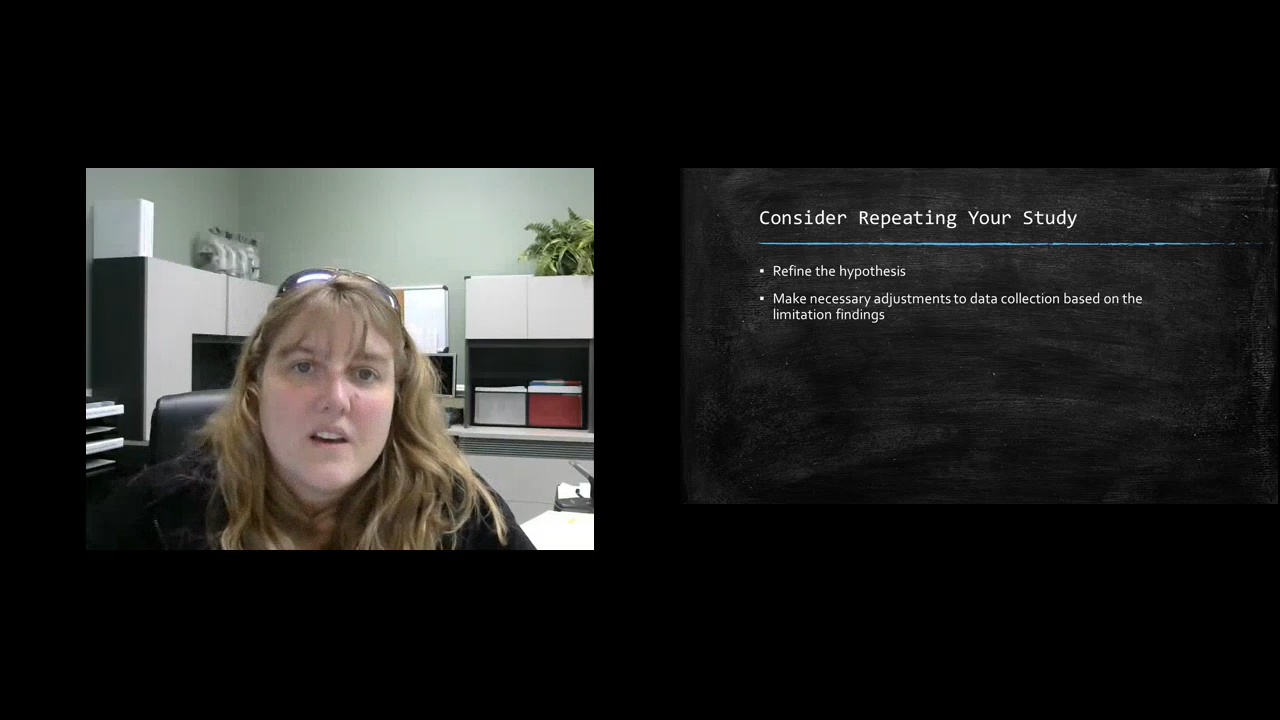 Consider Repeating Your Study
▪ Refine the hypothesis
▪ Make necessary adjustments to data collection based on the
limitation findings